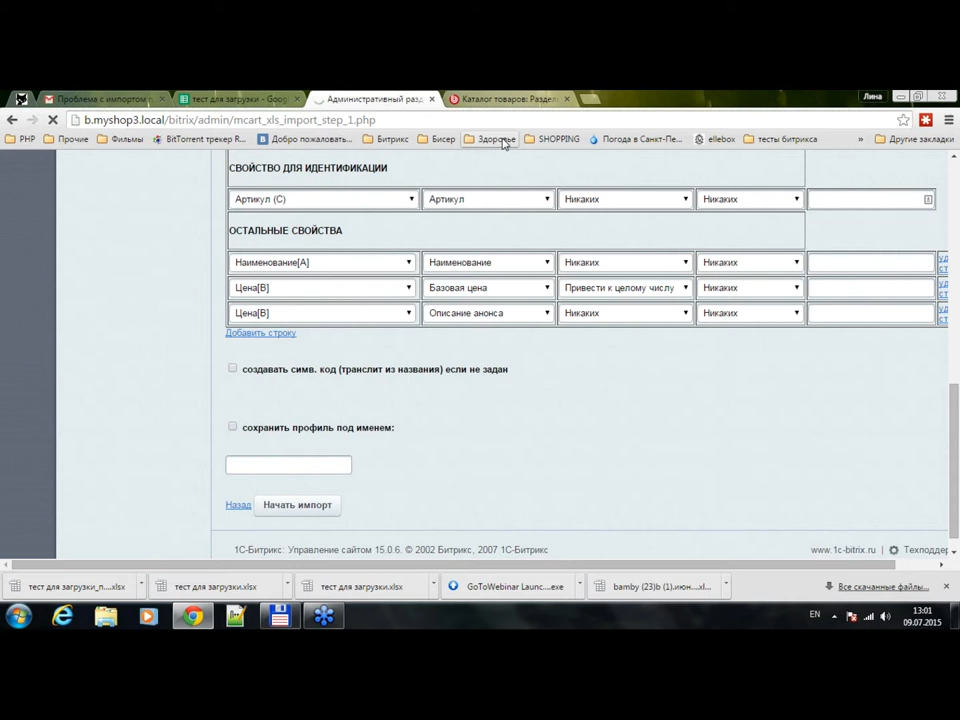 Проблема с импортом
тест для загрузки - Goog
Административный разд
Каталог товаров: Раздел
Лина
b.myshop3.local/bitrix/admin/mcart_xls_import_step_1.php
PHP
Прочие
Фильмы
BitTorrent трекер R...
Добро пожаловать...
Битрикс
Бисер
Здоровье
SHOPPING
Погода в Санкт-Пе...
ellebox
тесты битрикса
»
Другие закладки
СВОЙСТВО ДЛЯ ИДЕНТИФИКАЦИИ
Артикул (C) Артикул Никаких Никаких
ОСТАЛЬНЫЕ СВОЙСТВА
Наименование[A] Наименование Никаких Никаких
Цена[B] Базовая цена Привести к целому числу Никаких
Цена[B] Описание анонса Никаких Никаких
Добавить строку
создавать симв. код (транслит из названия) если не задан
сохранить профиль под именем:
Назад Начать импорт
1С-Битрикс: Управление сайтом 15.0.6. © 2002 Битрикс, 2007 1С-Битрикс
www.1c-bitrix.ru
Техподдер
тест для загрузки_п....xlsx
тест для загрузки.xlsx
тест для загрузки.xlsx
GoToWebinar Launc....exe
bamby (23)b (1).июн....xl...
Все скачанные файлы...
EN
13:01
09.07.2015